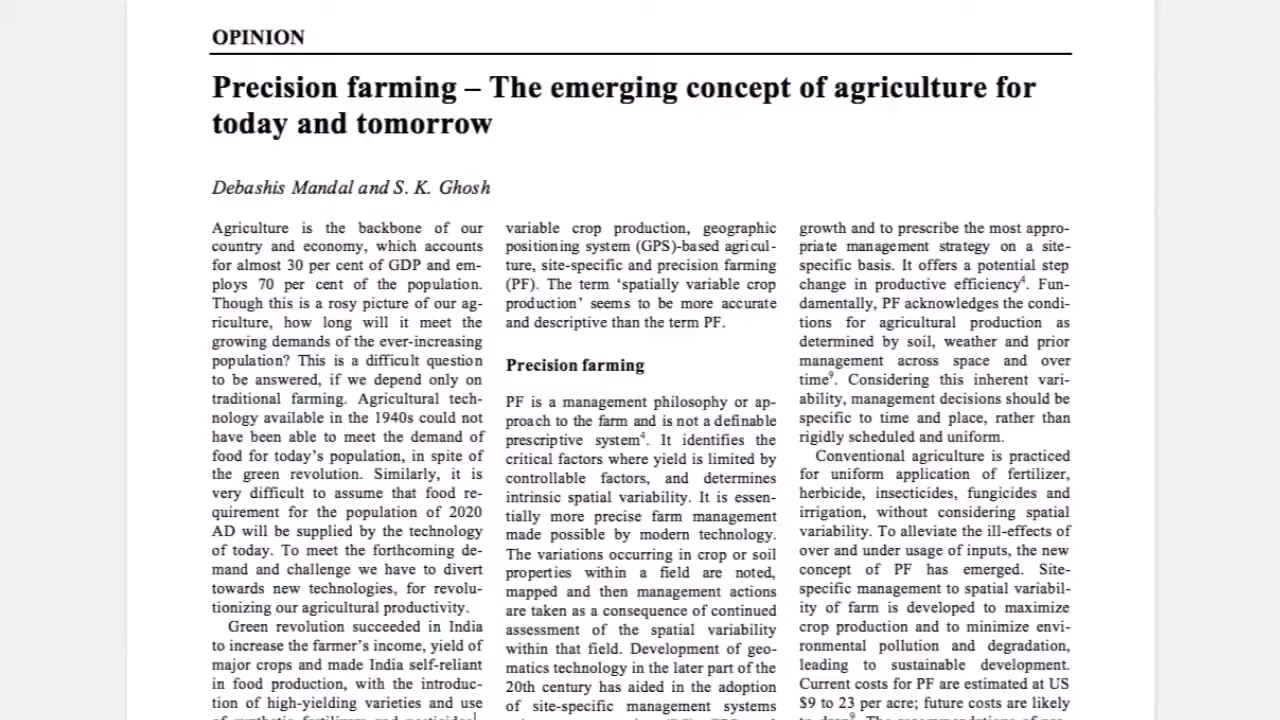 OPINION
Precision farming – The emerging concept of agriculture for
today and tomorrow
Debashis Mandal and S. K. Ghosh
Agriculture is the backbone of our
country and economy, which accounts
for almost 30 per cent of GDP and em-
ploys 70 per cent of the population.
Though this is a rosy picture of our ag-
riculture, how long will it meet the
growing demands of the ever-increasing
population? This is a difficult question
to be answered, if we depend only on
traditional farming. Agricultural tech-
nology available in the 1940s could not
have been able to meet the demand of
food for today's population, in spite of
the green revolution. Similarly, it is
very difficult to assume that food re-
quirement for the population of 2020
AD will be supplied by the technology
of today. To meet the forthcoming de-
mand and challenge we have to divert
towards new technologies, for revolu-
tionizing our agricultural productivity.
Green revolution succeeded in India
to increase the farmer's income, yield of
major crops and made India self-reliant
in food production, with the introduc-
tion of high-yielding varieties and use
of synthetic fertilizers and pesticides¹
variable crop production, geographic
positioning system (GPS)-based agricul-
ture, site-specific and precision farming
(PF). The term 'spatially variable crop
production' seems to be more accurate
and descriptive than the term PF.
Precision farming
PF is a management philosophy or ap-
proach to the farm and is not a definable
prescriptive system⁴. It identifies the
critical factors where yield is limited by
controllable factors, and determines
intrinsic spatial variability. It is essen-
tially more precise farm management
made possible by modern technology.
The variations occurring in crop or soil
properties within a field are noted,
mapped and then management actions
are taken as a consequence of continued
assessment of the spatial variability
within that field. Development of geo-
matics technology in the later part of the
20th century has aided in the adoption
of site-specific management systems
growth and to prescribe the most appro-
priate management strategy on a site-
specific basis. It offers a potential step
change in productive efficiency⁴. Fun-
damentally, PF acknowledges the condi-
tions for agricultural production as
determined by soil, weather and prior
management across space and over
time⁹. Considering this inherent vari-
ability, management decisions should be
specific to time and place, rather than
rigidly scheduled and uniform.
Conventional agriculture is practiced
for uniform application of fertilizer,
herbicide, insecticides, fungicides and
irrigation, without considering spatial
variability. To alleviate the ill-effects of
over and under usage of inputs, the new
concept of PF has emerged. Site-
specific management to spatial variabil-
ity of farm is developed to maximize
crop production and to minimize envi-
ronmental pollution and degradation,
leading to sustainable development.
Current costs for PF are estimated at US
$9 to 23 per acre; future costs are likely